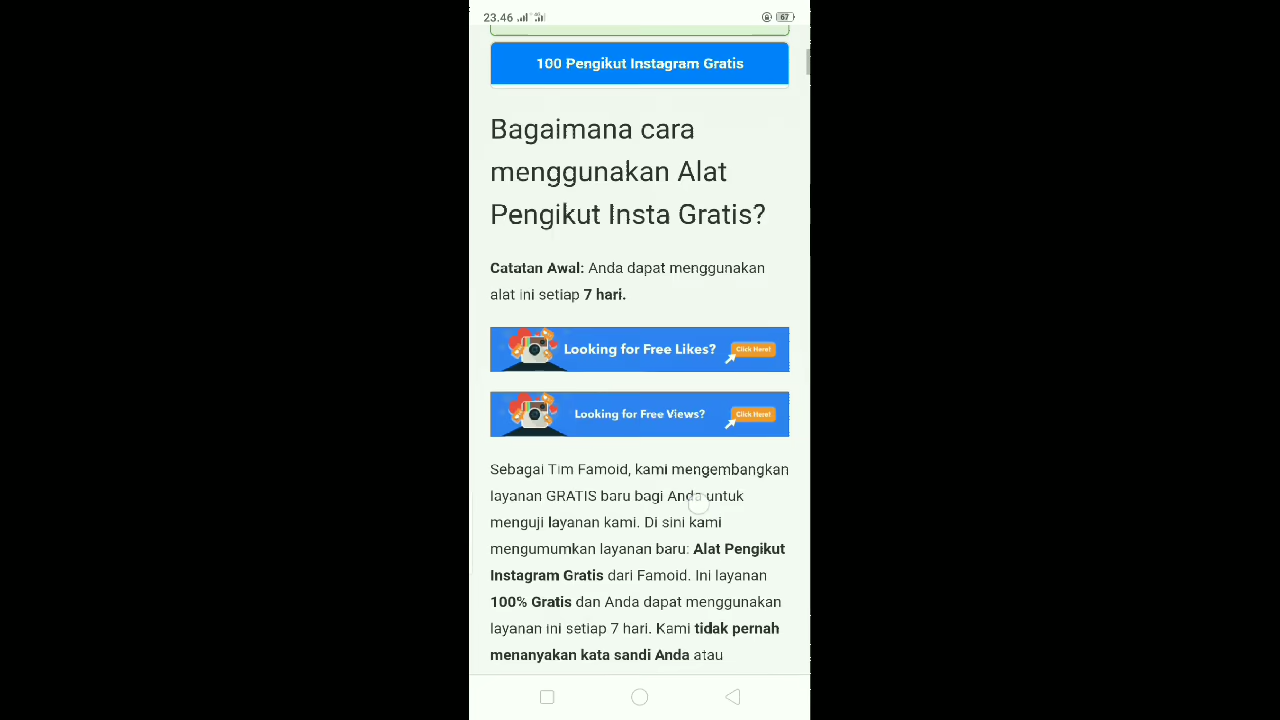 23.46
67
100 Pengikut Instagram Gratis
Bagaimana cara
menggunakan Alat
Pengikut Insta Gratis?
Catatan Awal: Anda dapat menggunakan
alat ini setiap 7 hari.
Looking for Free Likes? Click Here!
Looking for Free Views? Click Here!
Sebagai Tim Famoid, kami mengembangkan
layanan GRATIS baru bagi Anda untuk
menguji layanan kami. Di sini kami
mengumumkan layanan baru: Alat Pengikut
Instagram Gratis dari Famoid. Ini layanan
100% Gratis dan Anda dapat menggunakan
layanan ini setiap 7 hari. Kami tidak pernah
menanyakan kata sandi Anda atau